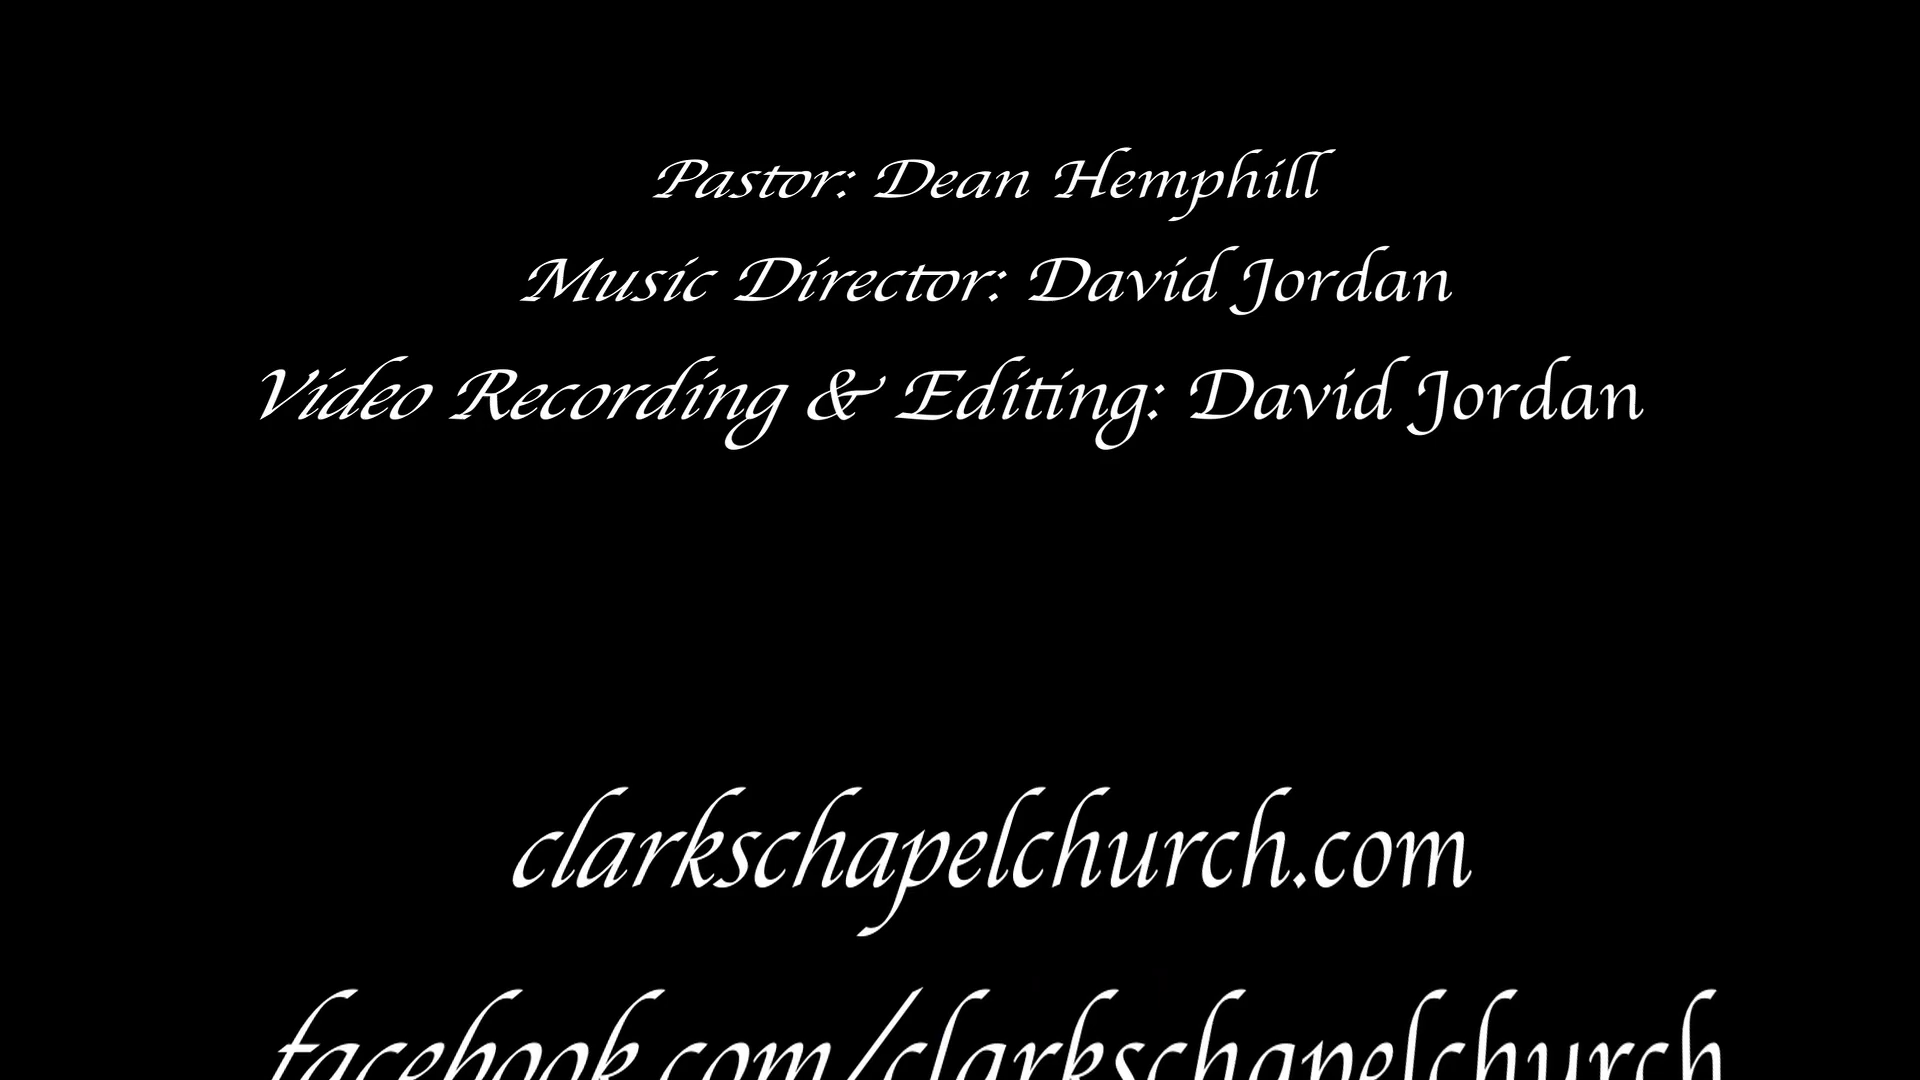 Pastor: Dean Hemphill
Music Director: David Jordan
Video Recording & Editing: David Jordan
clarkschapelchurch.com
facebook.com/clarkschapelchurch